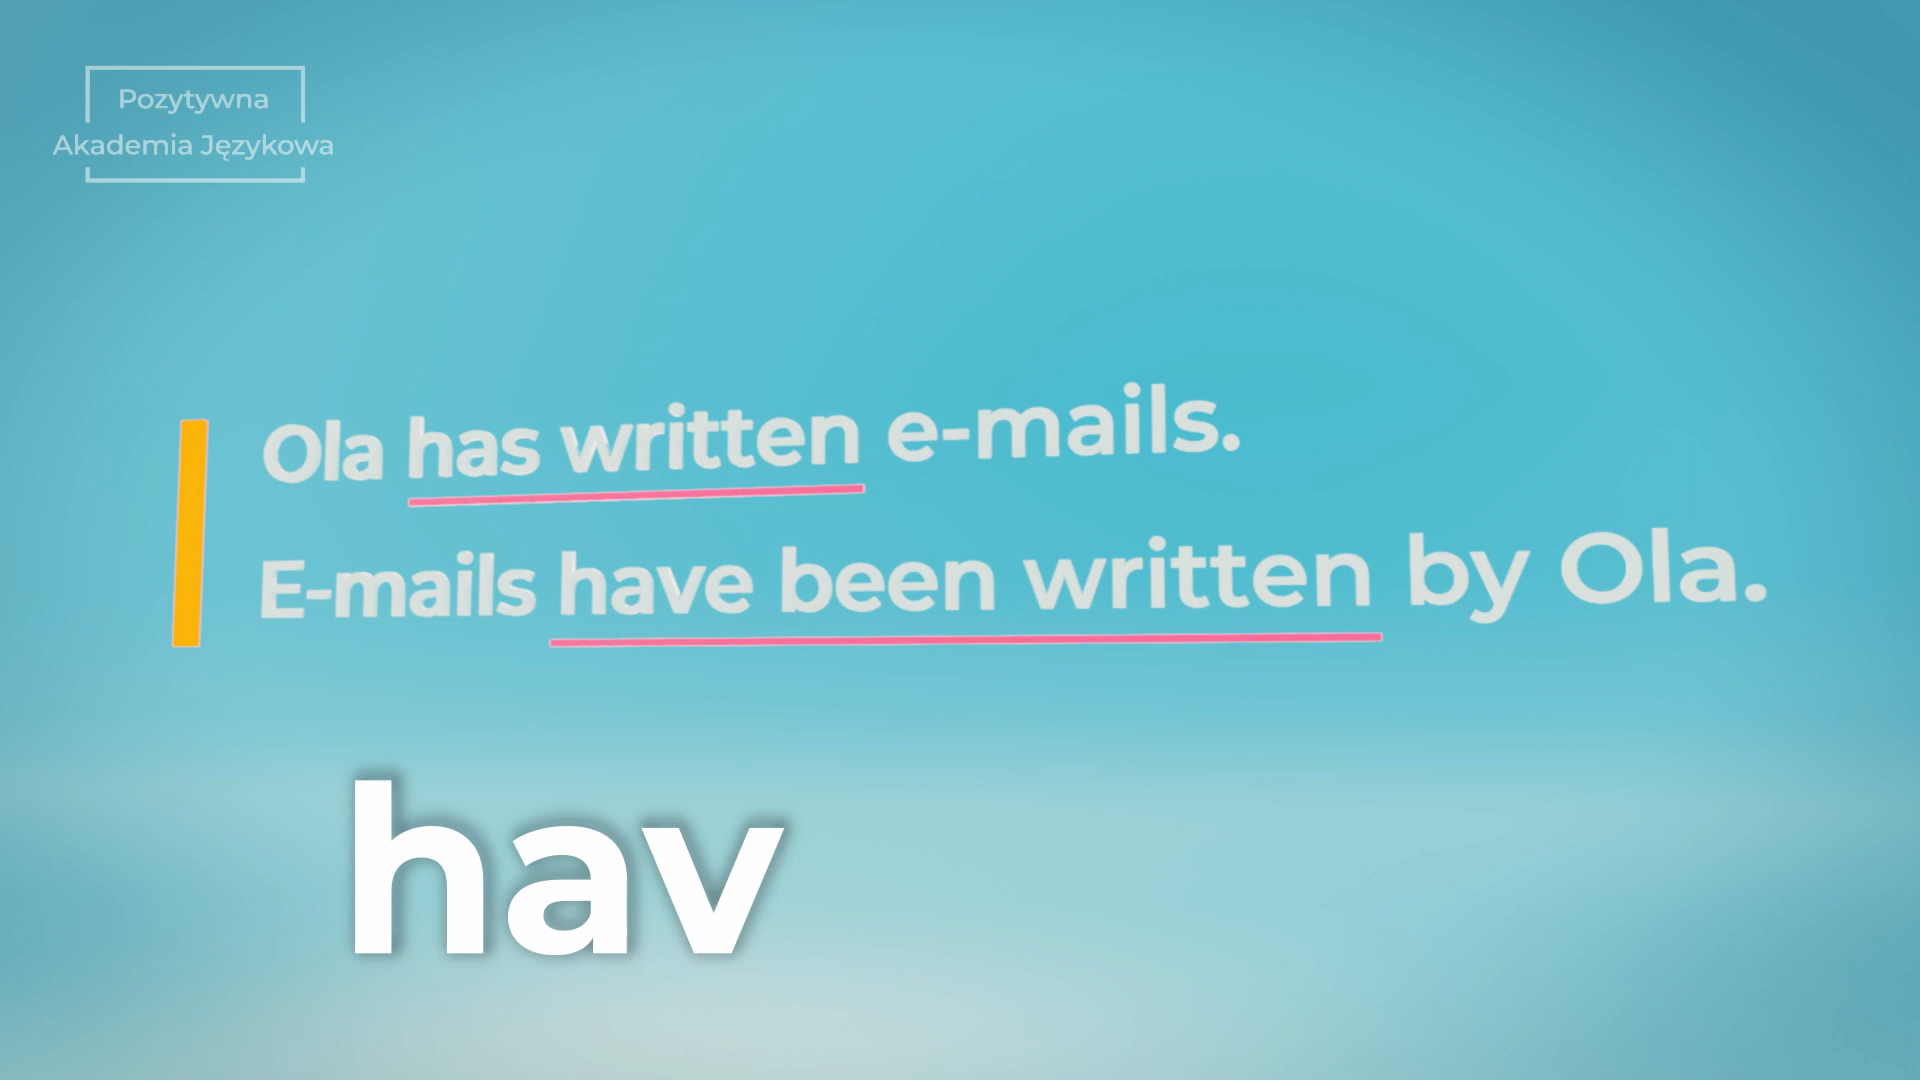 Pozytywna
Akademia Językowa
Ola has written e-mails.
E-mails have been written by Ola.
hav